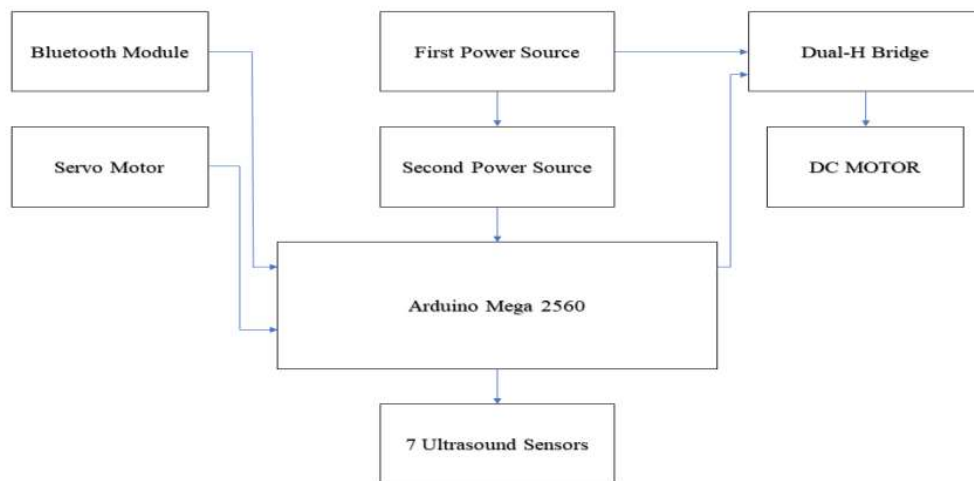 Bluetooth Module
First Power Source
Dual-H Bridge
Servo Motor
Second Power Source
DC MOTOR
Arduino Mega 2560
7 Ultrasound Sensors